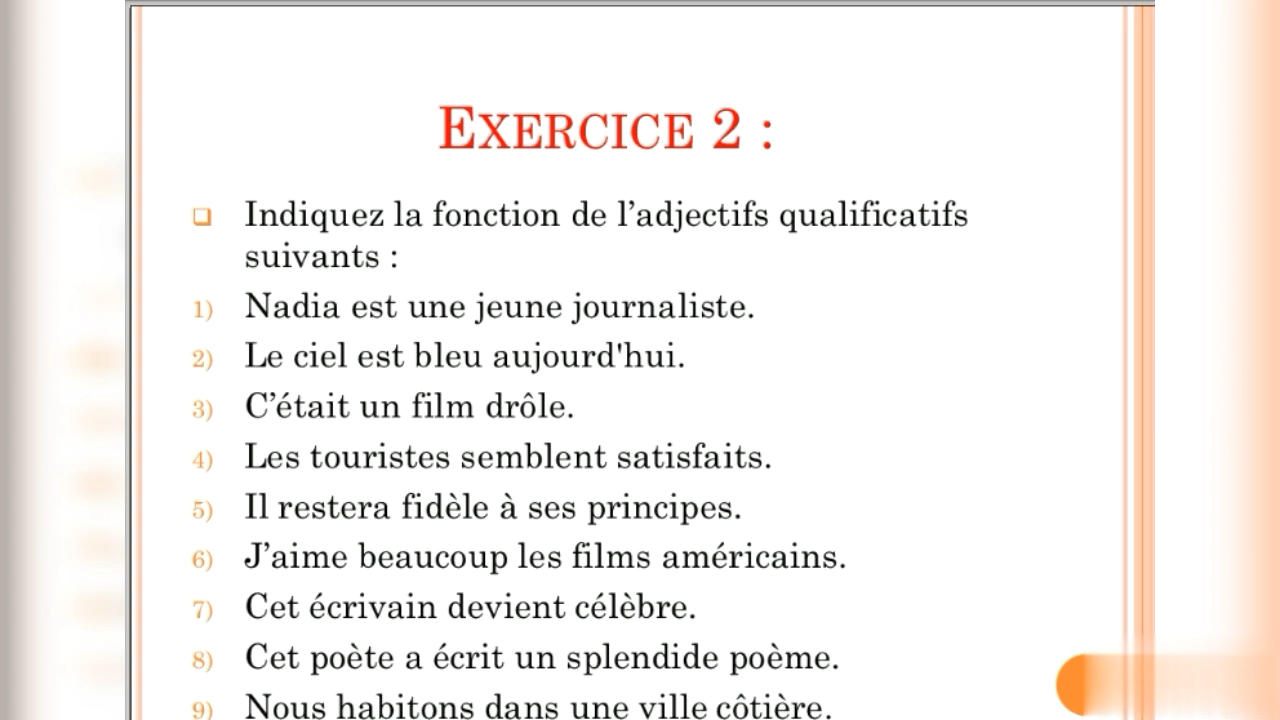 EXERCICE 2 :
Indiquez la fonction de l’adjectifs qualificatifs
suivants :
1) Nadia est une jeune journaliste.
2) Le ciel est bleu aujourd'hui.
3) C’était un film drôle.
4) Les touristes semblent satisfaits.
5) Il restera fidèle à ses principes.
6) J’aime beaucoup les films américains.
7) Cet écrivain devient célèbre.
8) Cet poète a écrit un splendide poème.
9) Nous habitons dans une ville côtière.